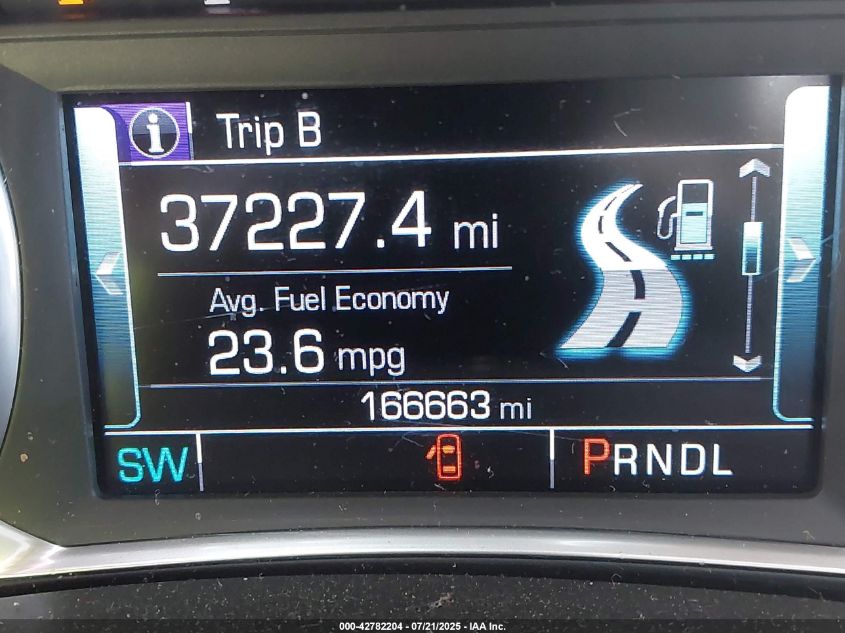 i Trip B
37227.4 mi
Avg. Fuel Economy
23.6 mpg
166663 mi
SW PRNDL
000-42782204 - 07/21/2025 - IAA Inc.